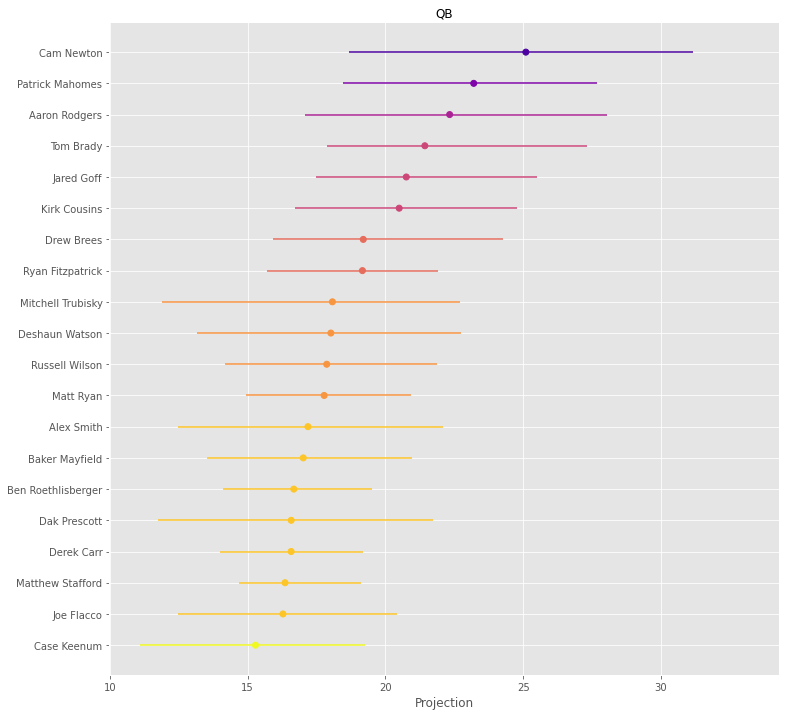 QB
Cam Newton
Patrick Mahomes
Aaron Rodgers
Tom Brady
Jared Goff
Kirk Cousins
Drew Brees
Ryan Fitzpatrick
Mitchell Trubisky
Deshaun Watson
Russell Wilson
Matt Ryan
Alex Smith
Baker Mayfield
Ben Roethlisberger
Dak Prescott
Derek Carr
Matthew Stafford
Joe Flacco
Case Keenum
10 15 20 25 30
Projection